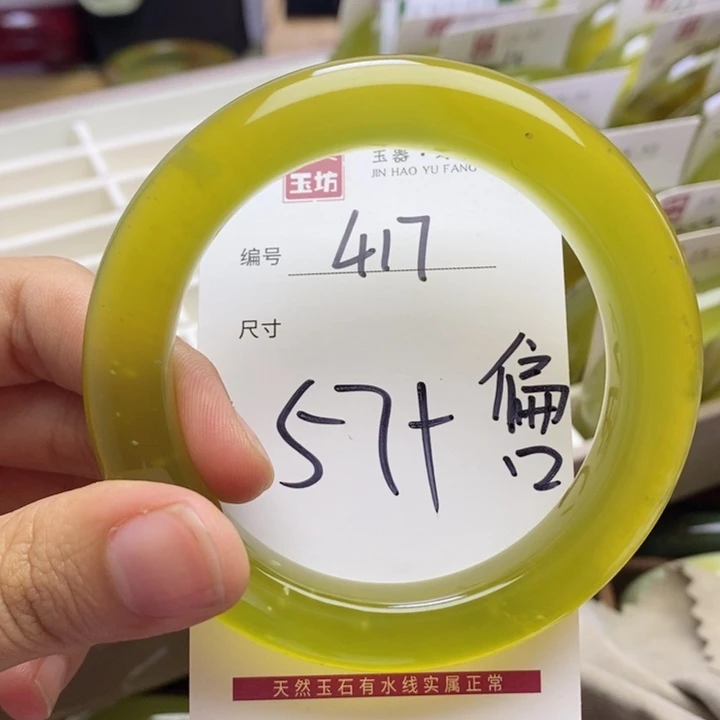 玉坊
玉器·
JIN HAO YU FANG
编号 417
尺寸
57+ 偏口
天然玉石有水线实属正常